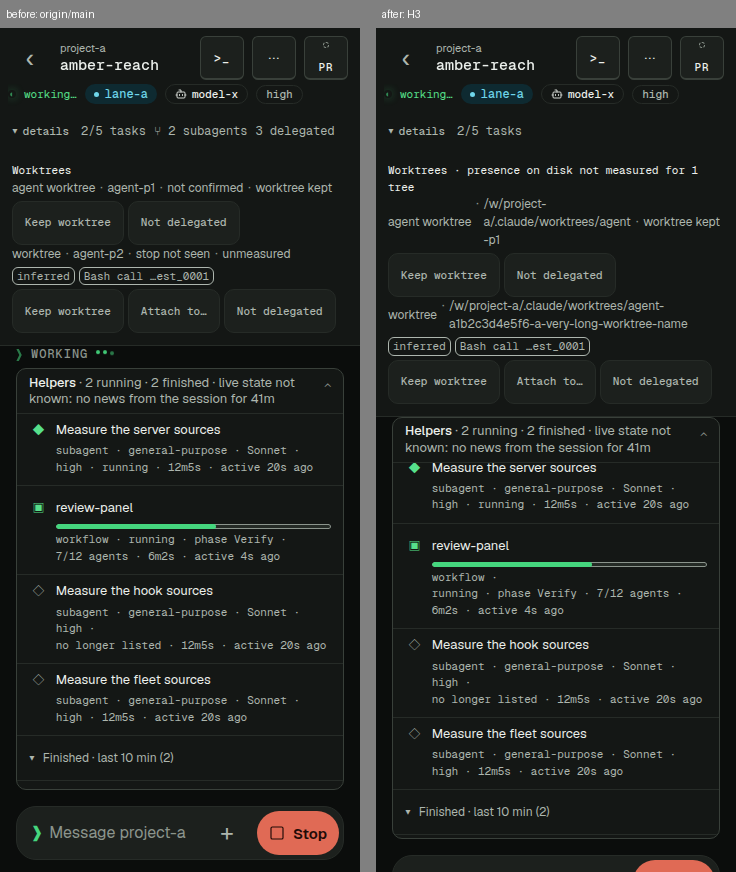 before: origin/main
project-a
amber-reach
>_
...
PR
working…
lane-a
model-x
high
▾ details 2/5 tasks ⑂ 2 subagents 3 delegated
Worktrees
agent worktree · agent-p1 · not confirmed · worktree kept
Keep worktree
Not delegated
worktree · agent-p2 · stop not seen · unmeasured
inferred
Bash call …est_0001
Keep worktree
Attach to…
Not delegated
❯ WORKING
Helpers · 2 running · 2 finished · live state not
known: no news from the session for 41m
Measure the server sources
subagent · general-purpose · Sonnet ·
high · running · 12m5s · active 20s ago
review-panel
workflow · running · phase Verify ·
7/12 agents · 6m2s · active 4s ago
Measure the hook sources
subagent · general-purpose · Sonnet ·
high ·
no longer listed · 12m5s · active 20s ago
Measure the fleet sources
subagent · general-purpose · Sonnet ·
high · 12m5s · active 20s ago
▾ Finished · last 10 min (2)
❯ Message project-a
+
Stop
after: H3
project-a
amber-reach
>_
...
PR
working…
lane-a
model-x
high
▾ details 2/5 tasks
Worktrees · presence on disk not measured for 1
tree
agent worktree · /w/project-
a/.claude/worktrees/agent
-p1 · worktree kept
Keep worktree
Not delegated
worktree · /w/project-a/.claude/worktrees/agent-
a1b2c3d4e5f6-a-very-long-worktree-name
inferred
Bash call …est_0001
Keep worktree
Attach to…
Not delegated
Helpers · 2 running · 2 finished · live state not
known: no news from the session for 41m
Measure the server sources
subagent · general-purpose · Sonnet ·
high · running · 12m5s · active 20s ago
review-panel
workflow ·
running · phase Verify · 7/12 agents ·
6m2s · active 4s ago
Measure the hook sources
subagent · general-purpose · Sonnet ·
high ·
no longer listed · 12m5s · active 20s ago
Measure the fleet sources
subagent · general-purpose · Sonnet ·
high · 12m5s · active 20s ago
▾ Finished · last 10 min (2)